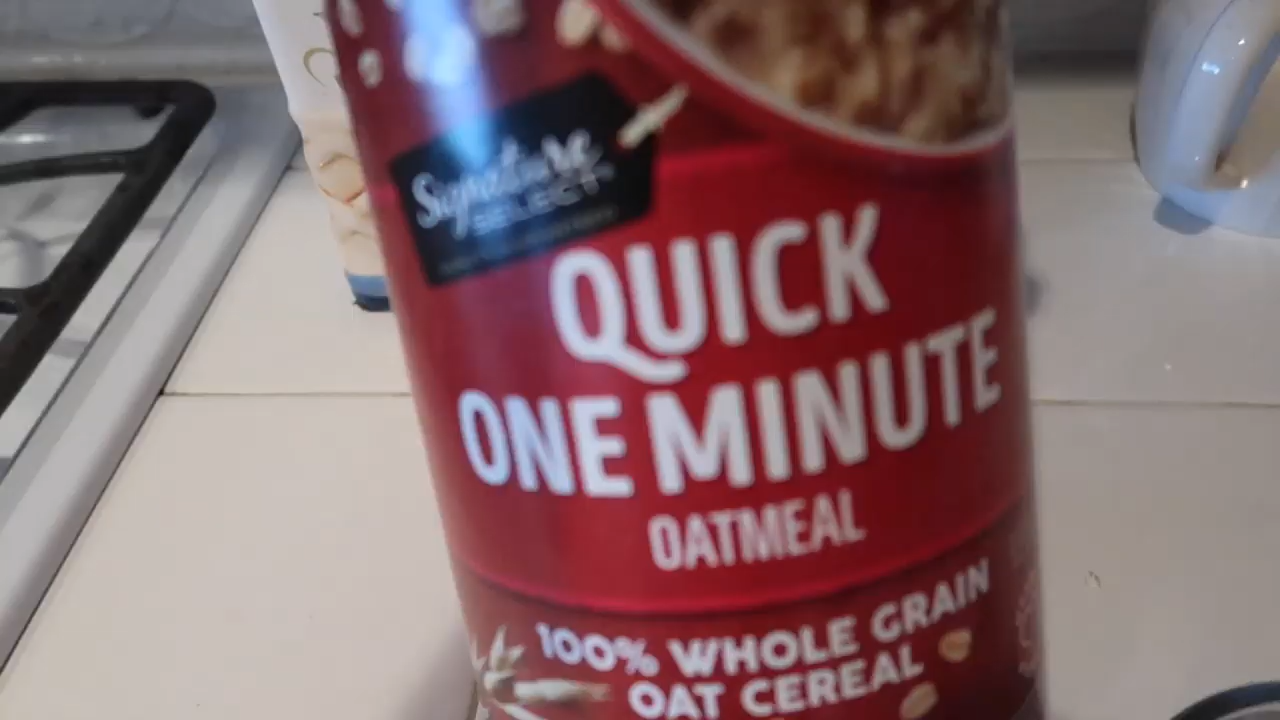 Signature
SELECT
QUICK
ONE MINUTE
OATMEAL
100% WHOLE GRAIN
OAT CEREAL